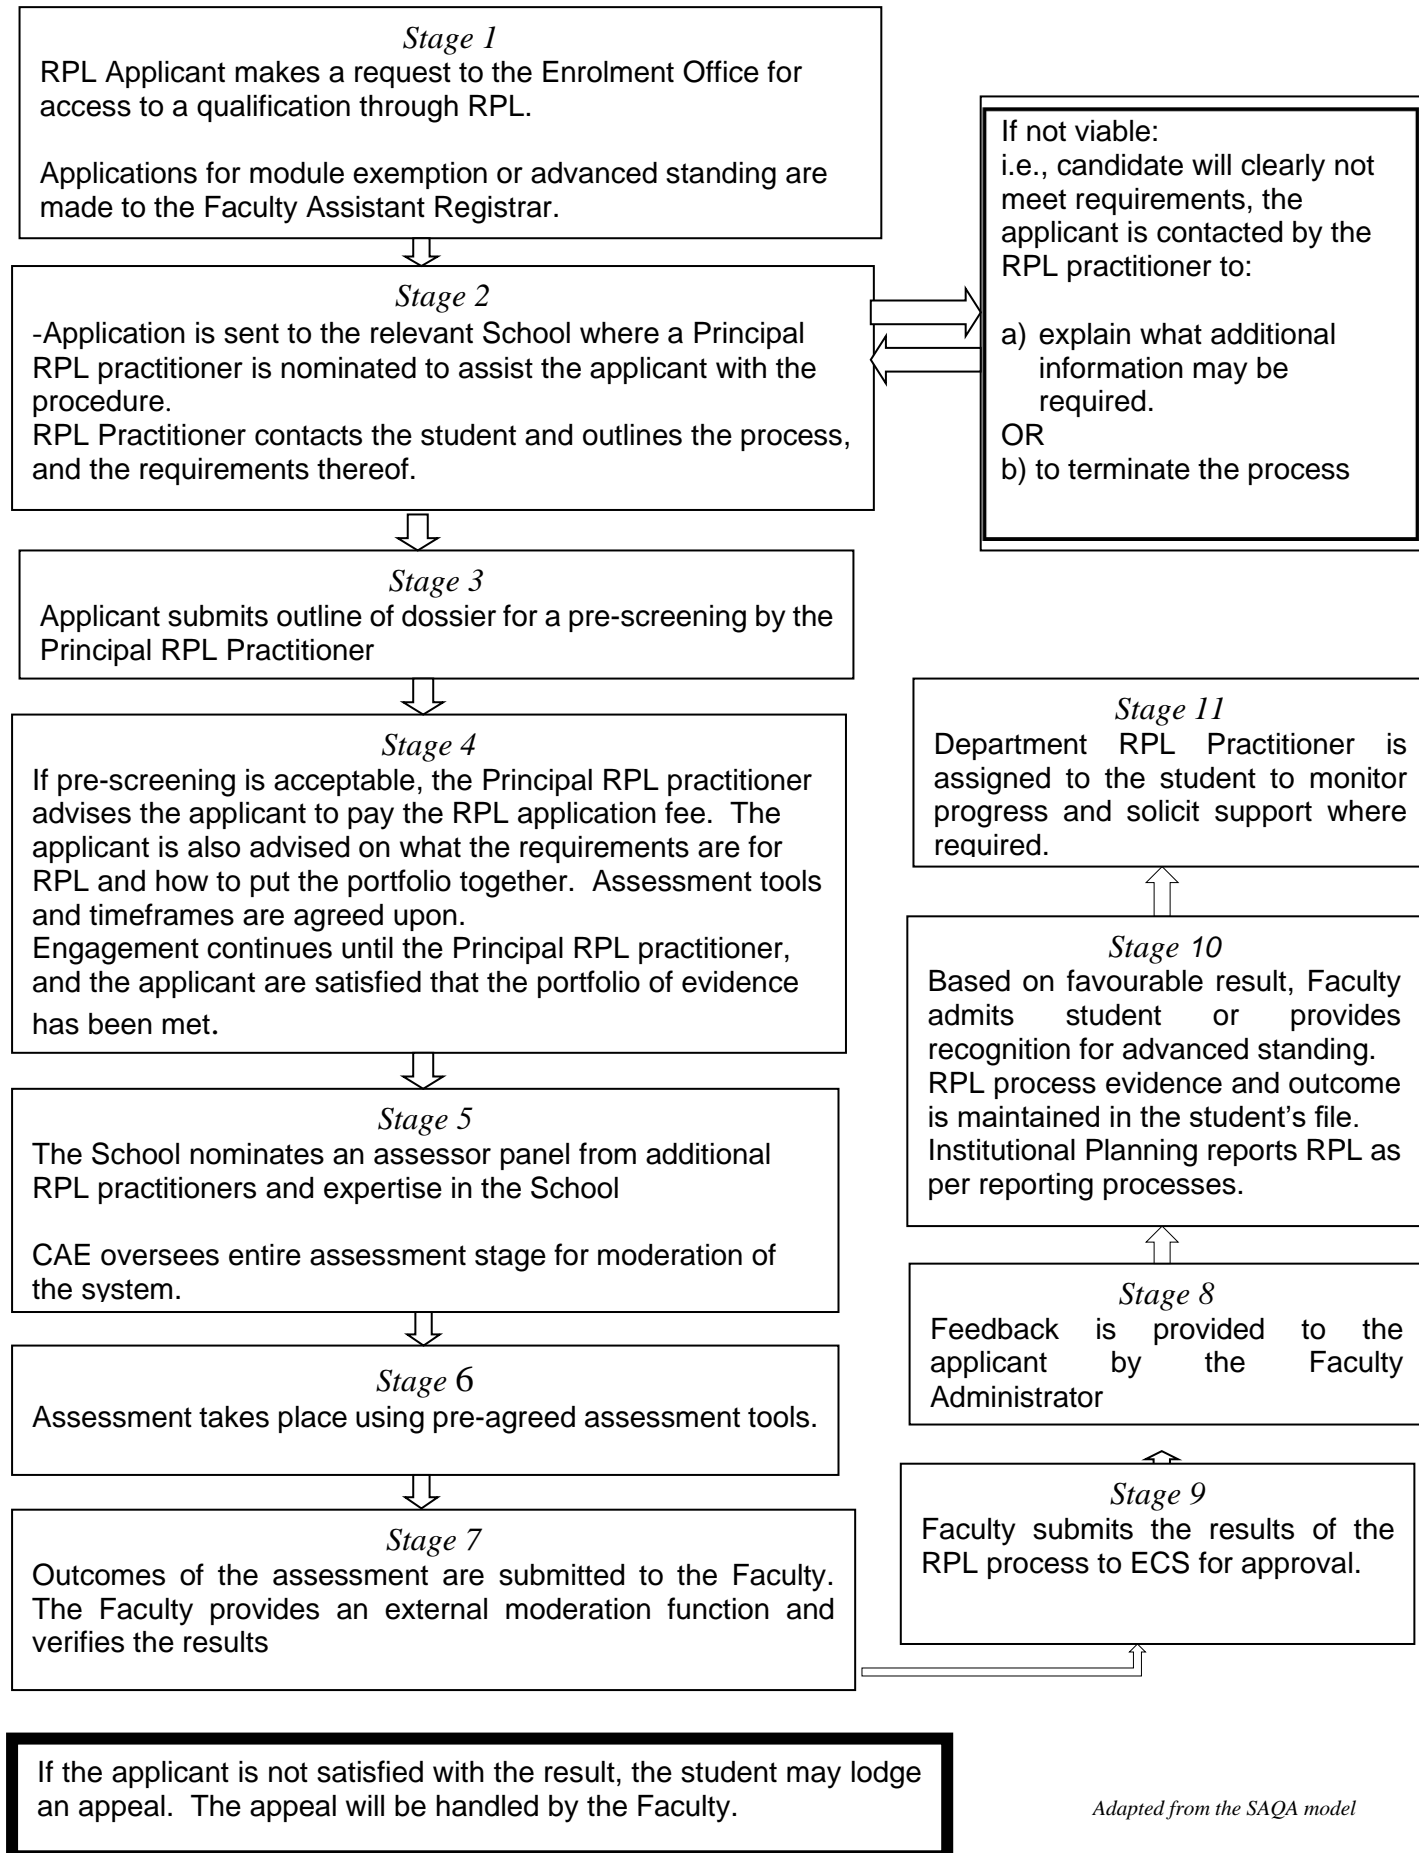 Stage 1
RPL Applicant makes a request to the Enrolment Office for
access to a qualification through RPL.
Applications for module exemption or advanced standing are
made to the Faculty Assistant Registrar.
If not viable:
i.e., candidate will clearly not
meet requirements, the
applicant is contacted by the
RPL practitioner to:
a) explain what additional
information may be
required.
OR
b) to terminate the process
Stage 2
-Application is sent to the relevant School where a Principal
RPL practitioner is nominated to assist the applicant with the
procedure.
RPL Practitioner contacts the student and outlines the process,
and the requirements thereof.
Stage 3
Applicant submits outline of dossier for a pre-screening by the
Principal RPL Practitioner
Stage 4
If pre-screening is acceptable, the Principal RPL practitioner
advises the applicant to pay the RPL application fee. The
applicant is also advised on what the requirements are for
RPL and how to put the portfolio together. Assessment tools
and timeframes are agreed upon.
Engagement continues until the Principal RPL practitioner,
and the applicant are satisfied that the portfolio of evidence
has been met.
Stage 5
The School nominates an assessor panel from additional
RPL practitioners and expertise in the School
CAE oversees entire assessment stage for moderation of
the system.
Stage 6
Assessment takes place using pre-agreed assessment tools.
Stage 7
Outcomes of the assessment are submitted to the Faculty.
The Faculty provides an external moderation function and
verifies the results
Stage 11
Department RPL Practitioner is
assigned to the student to monitor
progress and solicit support where
required.
Stage 10
Based on favourable result, Faculty
admits student or provides
recognition for advanced standing.
RPL process evidence and outcome
is maintained in the student's file.
Institutional Planning reports RPL as
per reporting processes.
Stage 8
Feedback is provided to the
applicant by the Faculty
Administrator
Stage 9
Faculty submits the results of the
RPL process to ECS for approval.
If the applicant is not satisfied with the result, the student may lodge
an appeal. The appeal will be handled by the Faculty.
Adapted from the SAQA model